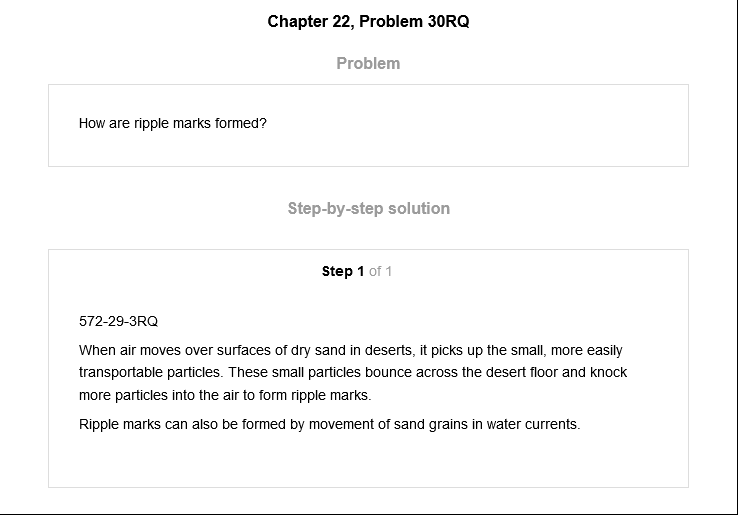 Chapter 22, Problem 30RQ
Problem
How are ripple marks formed?
Step-by-step solution
Step 1 of 1
572-29-3RQ
When air moves over surfaces of dry sand in deserts, it picks up the small, more easily
transportable particles. These small particles bounce across the desert floor and knock
more particles into the air to form ripple marks.
Ripple marks can also be formed by movement of sand grains in water currents.